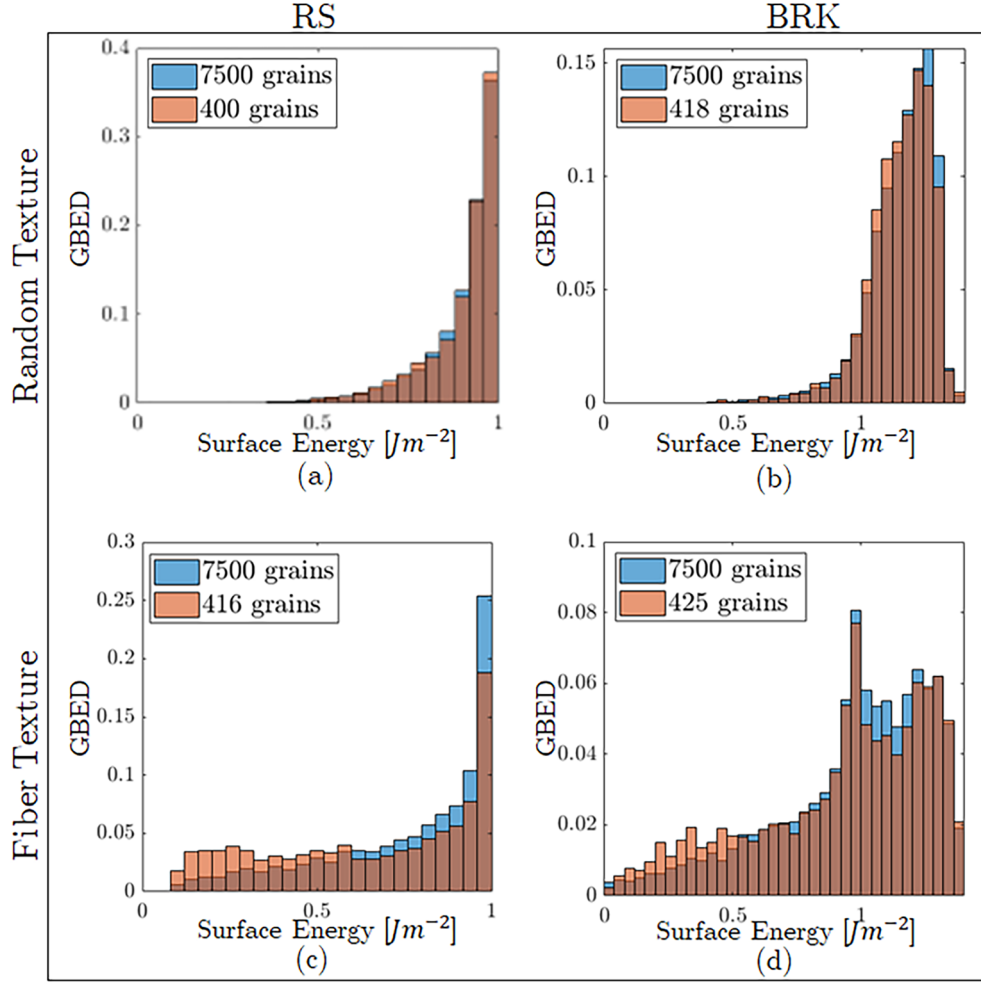 RS
BRK
Random Texture
GBED
0.4
0.3
0.2
0.1
0
7500 grains
400 grains
0
0.5
1
Surface Energy [Jm⁻²]
(a)
GBED
0.15
0.1
0.05
0
7500 grains
418 grains
0
0.5
1
Surface Energy [Jm⁻²]
(b)
Fiber Texture
GBED
0.3
0.25
0.2
0.15
0.1
0.05
0
7500 grains
416 grains
0
0.5
1
Surface Energy [Jm⁻²]
(c)
GBED
0.1
0.08
0.06
0.04
0.02
0
7500 grains
425 grains
0
0.5
1
Surface Energy [Jm⁻²]
(d)